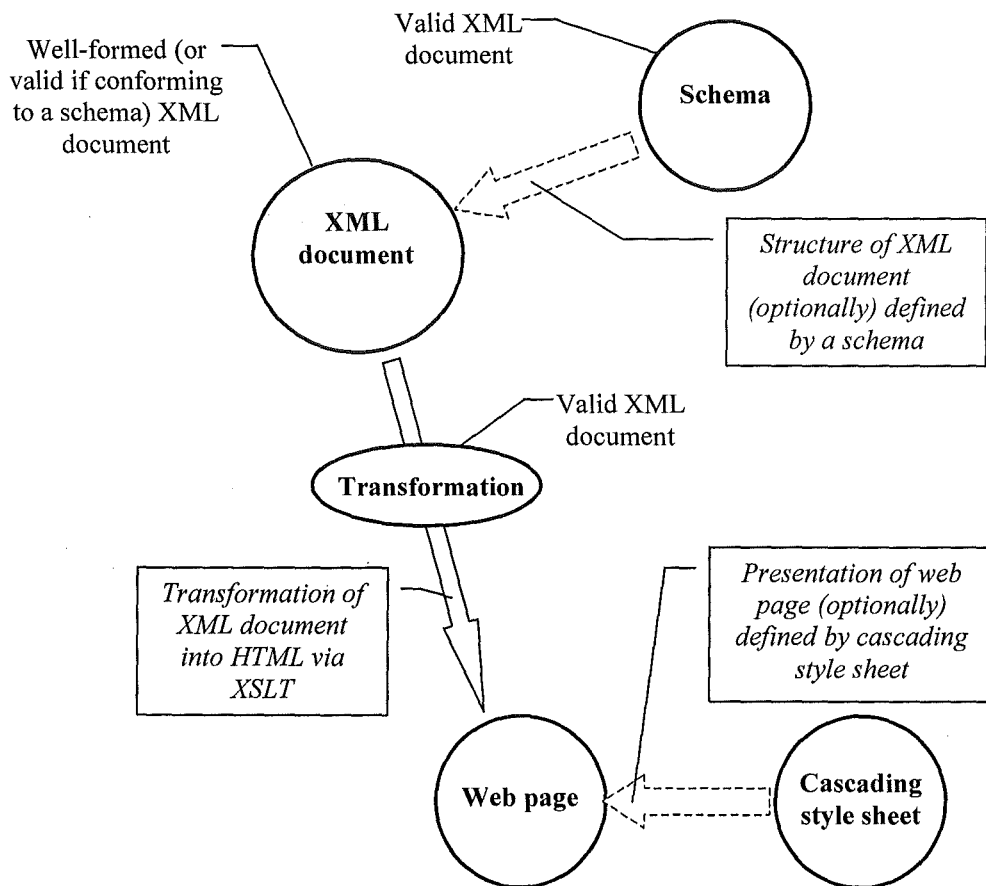 Valid XML
document
Well-formed (or
valid if conforming
to a schema) XML
document
Schema
XML
document
Structure of XML
document
(optionally) defined
by a schema
Valid XML
document
Transformation
Transformation of
XML document
into HTML via
XSLT
Presentation of web
page (optionally)
defined by cascading
style sheet
Web page
Cascading
style sheet